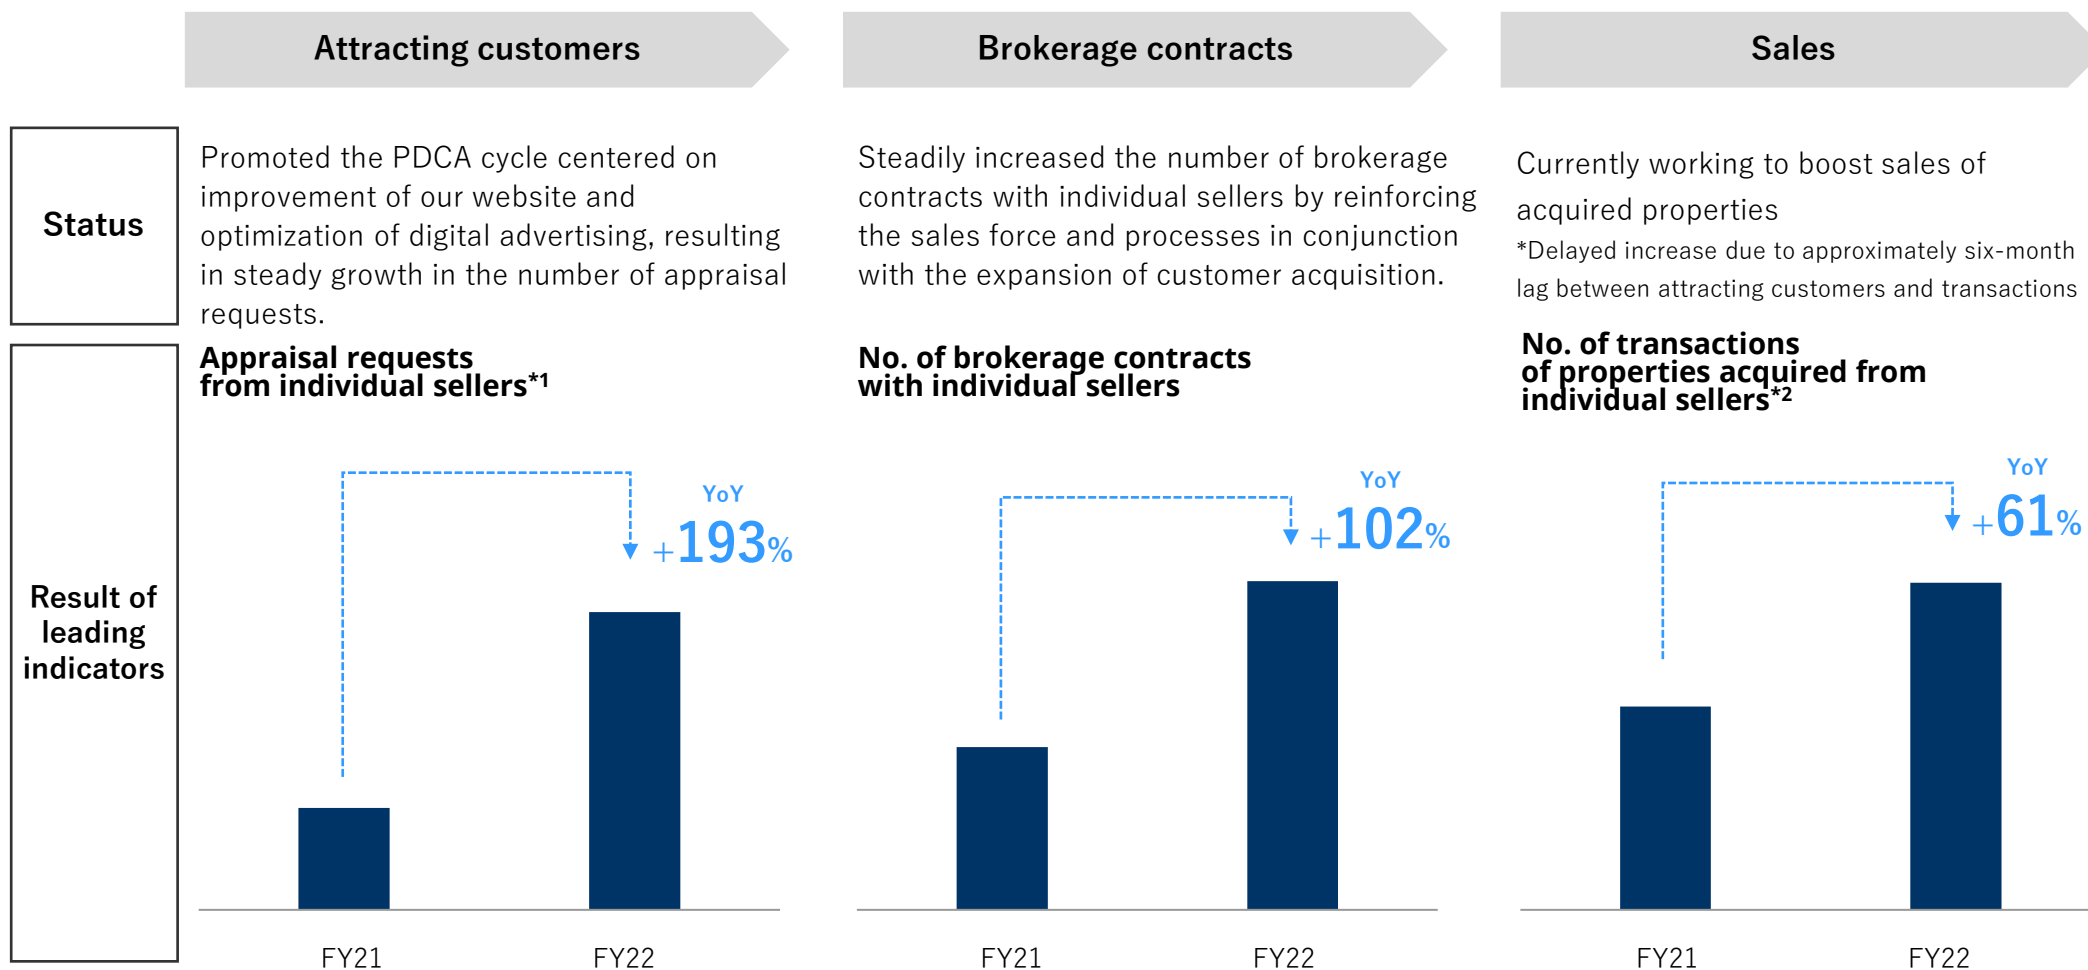 Attracting customers
Brokerage contracts
Sales
Status
Promoted the PDCA cycle centered on
improvement of our website and
optimization of digital advertising, resulting
in steady growth in the number of appraisal
requests.
Steadily increased the number of brokerage
contracts with individual sellers by reinforcing
the sales force and processes in conjunction
with the expansion of customer acquisition.
Currently working to boost sales of
acquired properties
*Delayed increase due to approximately six-month
lag between attracting customers and transactions
Result of
leading
indicators
Appraisal requests
from individual sellers*1
YoY
+193%
FY21
FY22
No. of brokerage contracts
with individual sellers
YoY
+102%
FY21
FY22
No. of transactions
of properties acquired from
individual sellers*2
YoY
+61%
FY21
FY22